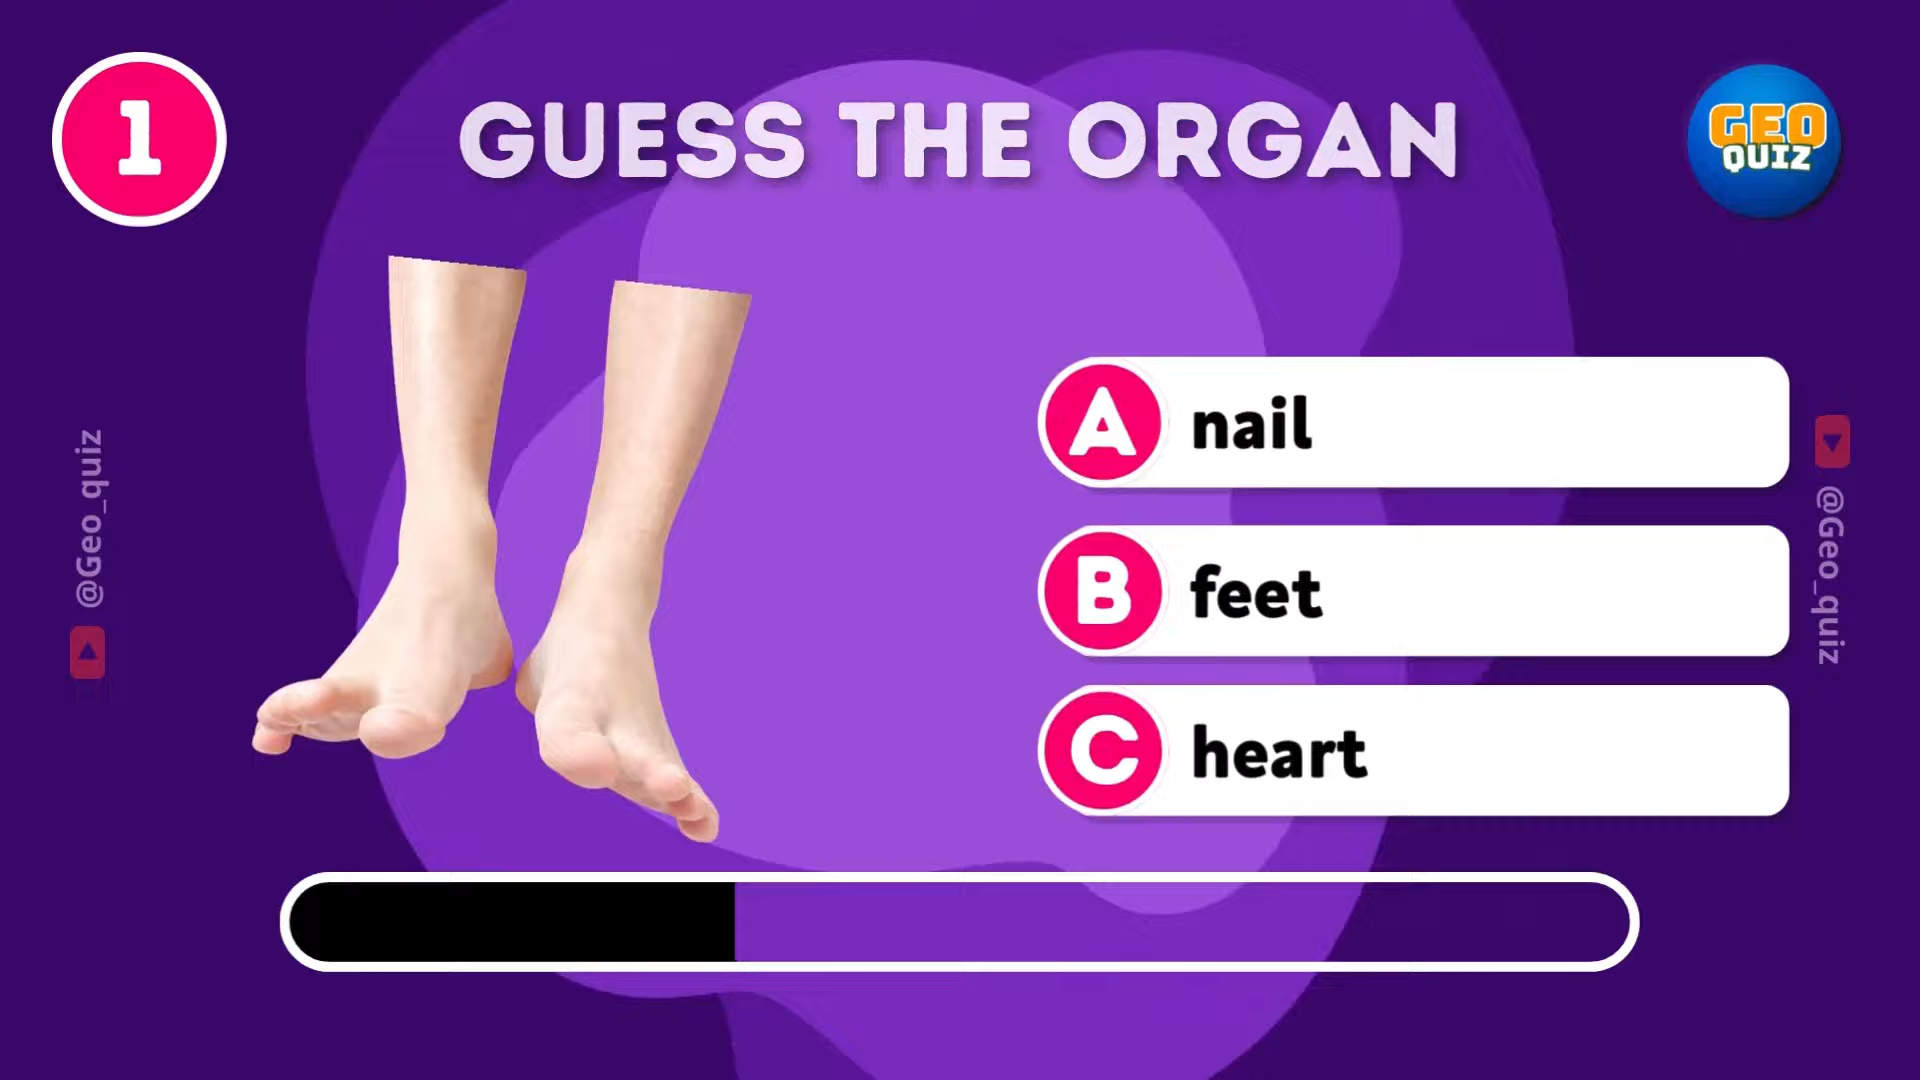 1
GUESS THE ORGAN
GEO
QUIZ
A nail
B feet
C heart
@Geo_quiz
@Geo_quiz